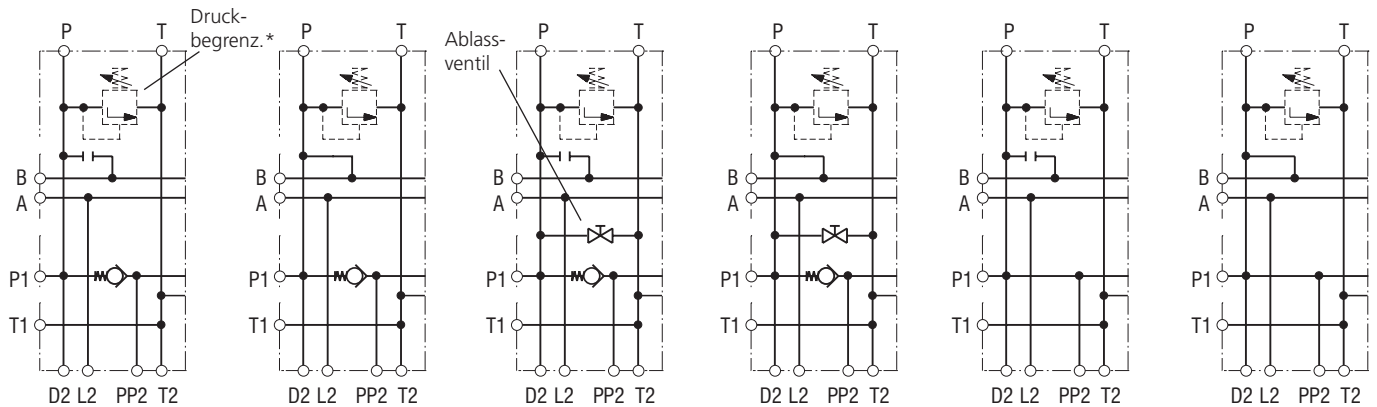 P T P T P T P T P T P T
Druck-
begrenz.*
Ablass-
ventil
B B B B B B
A A A A A A
P1 P1 P1 P1 P1 P1
T1 T1 T1 T1 T1 T1
D2 L2 PP2 T2 D2 L2 PP2 T2 D2 L2 PP2 T2 D2 L2 PP2 T2 D2 L2 PP2 T2 D2 L2 PP2 T2